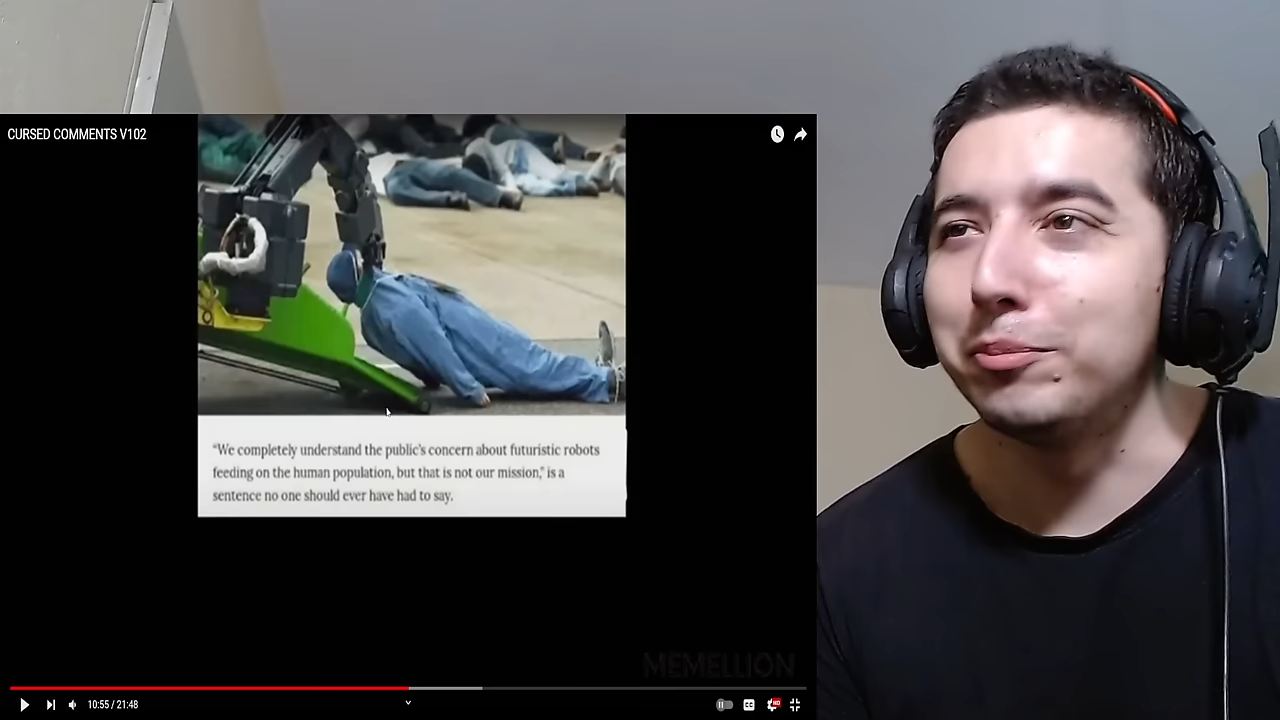 CURSED COMMENTS V102
"We completely understand the public's concern about futuristic robots
feeding on the human population, but that is not our mission," is a
sentence no one should ever have had to say.
MEMELLION
10:55 / 21:48
CC
HD